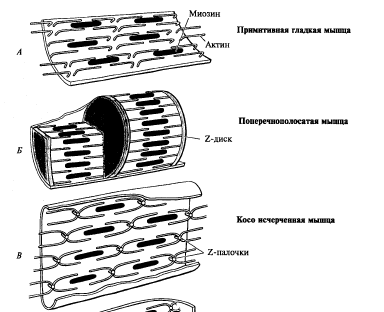 Миозин
Примитивная гладкая мышца
Актин
А
Поперечнополосатая мышца
Z-диск
Б
Косо исчерченная мышца
Z-палочки
В